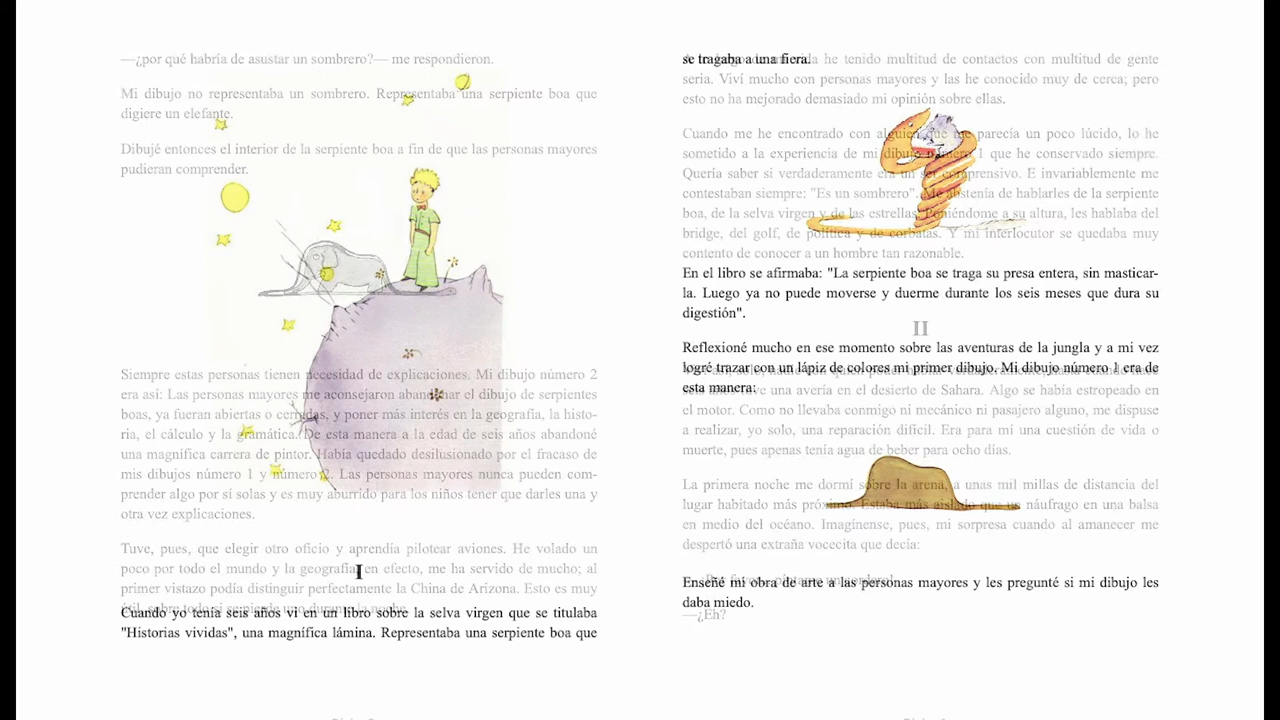 —¿por qué habría de asustar un sombrero?— me respondieron.
Mi dibujo no representaba un sombrero. Representaba una serpiente boa que
digiere un elefante.
Dibujé entonces el interior de la serpiente boa a fin de que las personas mayores
pudieran comprender.
Siempre estas personas tienen necesidad de explicaciones. Mi dibujo número 2
era así: Las personas mayores me aconsejaron abandonar el dibujo de serpientes
boas, ya fueran abiertas o cerradas, y poner más interés en la geografía, la histo-
ria, el cálculo y la gramática. De esta manera a la edad de seis años abandoné
una magnífica carrera de pintor. Había quedado desilusionado por el fracaso de
mis dibujos número 1 y número 2. Las personas mayores nunca pueden com-
prender algo por sí solas y es muy aburrido para los niños tener que darles una y
otra vez explicaciones.
Tuve, pues, que elegir otro oficio y aprendía pilotear aviones. He volado un
poco por todo el mundo y la geografía, en efecto, me ha servido de mucho; al
I
primer vistazo podía distinguir perfectamente la China de Arizona. Esto es muy
Cuando yo tenía seis años vi en un libro sobre la selva virgen que se titulaba
"Historias vividas", una magnífica lámina. Representaba una serpiente boa que
se tragaba a una fiera.
he tenido multitud de contactos con multitud de gente
seria. Viví mucho con personas mayores y las he conocido muy de cerca; pero
esto no ha mejorado demasiado mi opinión sobre ellas.
Cuando me he encontrado con alguien que me parecía un poco lúcido, lo he
sometido a la experiencia de mi dibujo número 1 que he conservado siempre.
Quería saber si verdaderamente era un ser comprensivo. E invariablemente me
contestaban siempre: "Es un sombrero". Me abstenía de hablarles de la serpiente
boa, de la selva virgen y de las estrellas. Poniéndome a su altura, les hablaba del
bridge, del golf, de política y de corbatas. Y mi interlocutor se quedaba muy
contento de conocer a un hombre tan razonable.
En el libro se afirmaba: "La serpiente boa se traga su presa entera, sin masticar-
la. Luego ya no puede moverse y duerme durante los seis meses que dura su
digestión".
II
Reflexioné mucho en ese momento sobre las aventuras de la jungla y a mi vez
logré trazar con un lápiz de colores mi primer dibujo. Mi dibujo número 1 era de
esta manera:
tuve una avería en el desierto de Sahara. Algo se había estropeado en
el motor. Como no llevaba conmigo ni mecánico ni pasajero alguno, me dispuse
a realizar, yo solo, una reparación difícil. Era para mí una cuestión de vida o
muerte, pues apenas tenía agua de beber para ocho días.
La primera noche me dormí sobre la arena, a unas mil millas de distancia del
lugar habitado más próximo. Estaba más aislado que un náufrago en una balsa
en medio del océano. Imagínense, pues, mi sorpresa cuando al amanecer me
despertó una extraña vocecita que decía:
Enseñé mi obra de arte a las personas mayores y les pregunté si mi dibujo les
daba miedo.
—¿Eh?